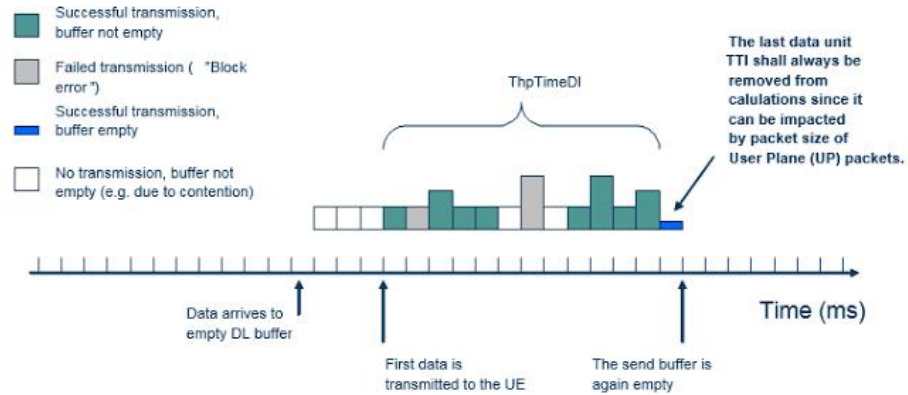 Successful transmission,
buffer not empty
Failed transmission ( "Block
error")
Successful transmission,
buffer empty
No transmission, buffer not
empty (e.g. due to contention)
ThpTimeDl
The last data unit
TTI shall always be
removed from
calulations since it
can be impacted
by packet size of
User Plane (UP) packets.
Data arrives to
empty DL buffer
First data is
transmitted to the UE
The send buffer is
again empty
Time (ms)